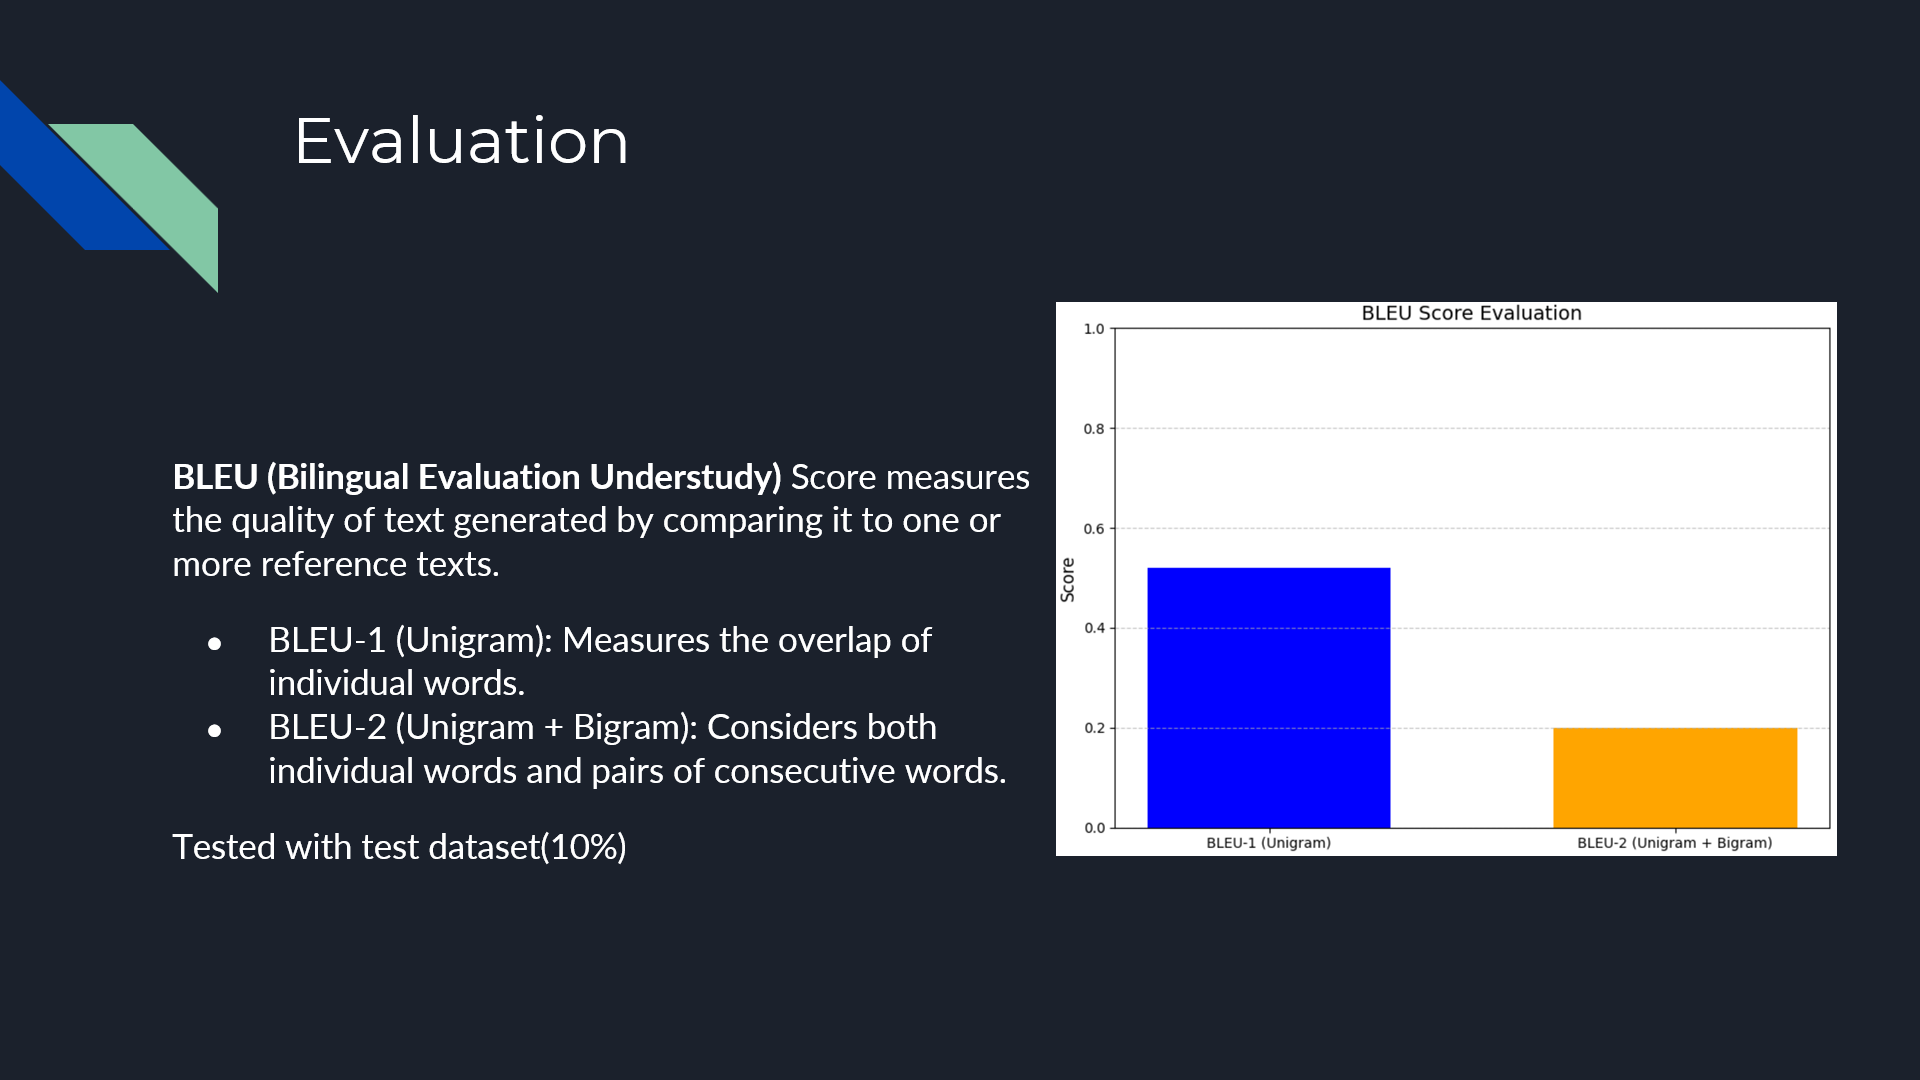 Evaluation
BLEU (Bilingual Evaluation Understudy) Score measures
the quality of text generated by comparing it to one or
more reference texts.
● BLEU-1 (Unigram): Measures the overlap of
individual words.
● BLEU-2 (Unigram + Bigram): Considers both
individual words and pairs of consecutive words.
Tested with test dataset(10%)
BLEU Score Evaluation
1.0
0.8
0.6
0.4
0.2
0.0
Score
BLEU-1 (Unigram)
BLEU-2 (Unigram + Bigram)